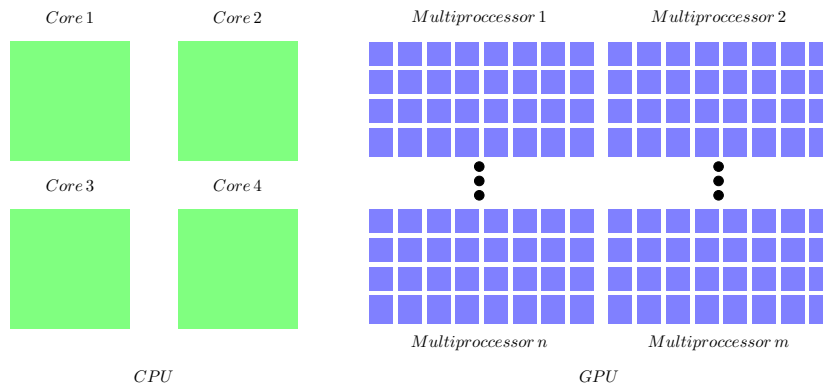 Core 1
Core 2
Multiproccessor 1
Multiproccessor 2
Core 3
Core 4
Multiproccessor n
Multiproccessor m
CPU
GPU